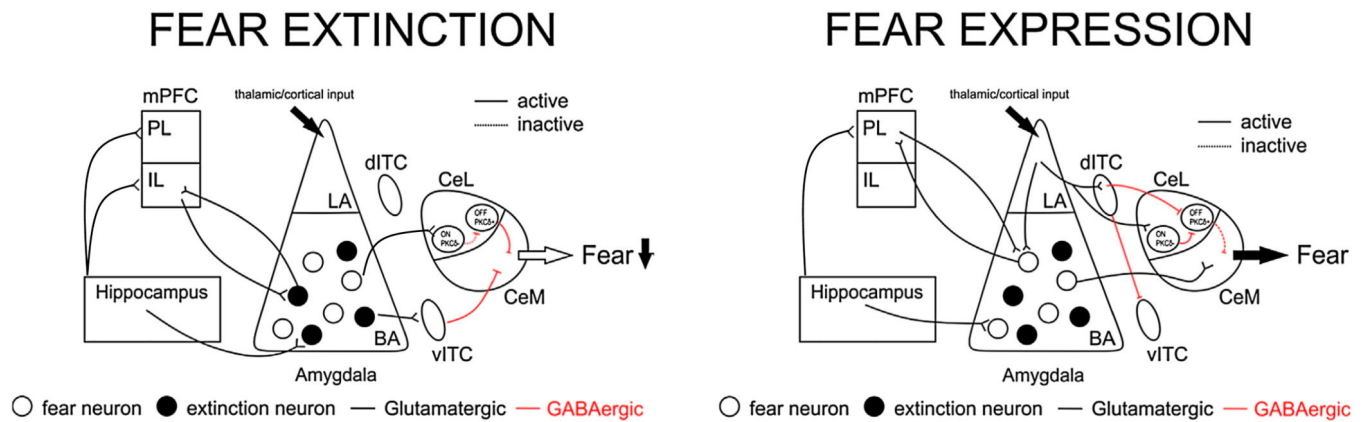 FEAR EXTINCTION
mPFC
PL
IL
thalamic/cortical input
active
inactive
dITC
CeL
OFF
PKCδ+
ON
PKCδ-
LA
Fear
CeM
Hippocampus
BA
vITC
Amygdala
fear neuron
extinction neuron
Glutamatergic
GABAergic
FEAR EXPRESSION
mPFC
PL
IL
thalamic/cortical input
active
inactive
dITC
CeL
OFF
PKCδ+
ON
PKCδ-
LA
Fear
CeM
Hippocampus
BA
vITC
Amygdala
fear neuron
extinction neuron
Glutamatergic
GABAergic